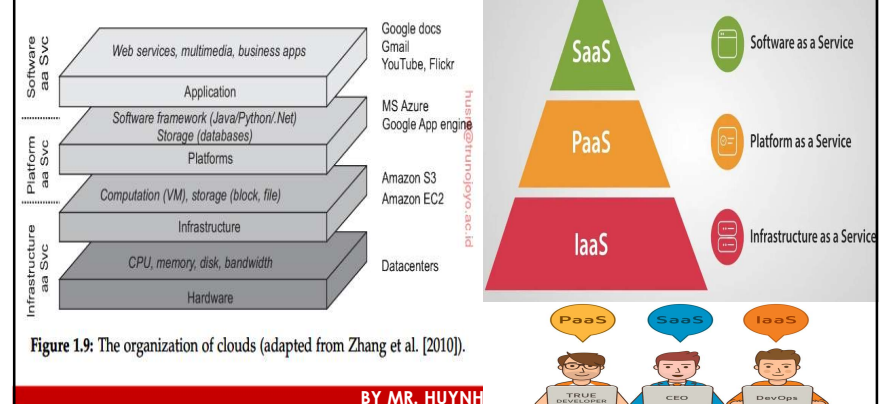 Software
aa Svc
Web services, multimedia, business apps
Application
Google docs
Gmail
YouTube, Flickr
Platform
aa Svc
Software framework (Java/Python/.Net)
Storage (databases)
Platforms
MS Azure
Google App engine
Computation (VM), storage (block, file)
Infrastructure
Amazon S3
Amazon EC2
Infrastructure
aa Svc
CPU, memory, disk, bandwidth
Hardware
Datacenters
husni@trunojoyo.ac.id
Figure 1.9: The organization of clouds (adapted from Zhang et al. [2010]).
BY MR. HUYNH
SaaS
Software as a Service
PaaS
Platform as a Service
IaaS
Infrastructure as a Service
PaaS
SaaS
IaaS
TRUE
DEVELOPER
CEO
DevOps